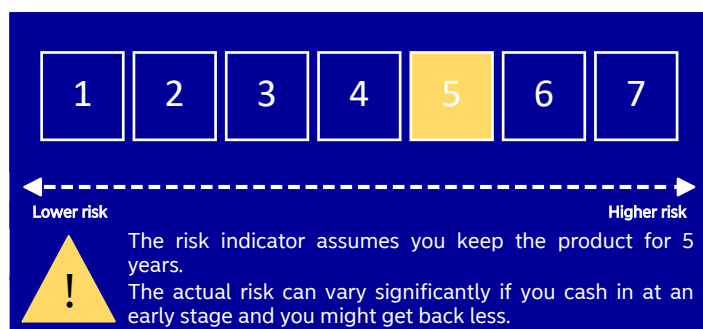 1 2 3 4 5 6 7
Lower risk Higher risk
!
The risk indicator assumes you keep the product for 5
years.
The actual risk can vary significantly if you cash in at an
early stage and you might get back less.